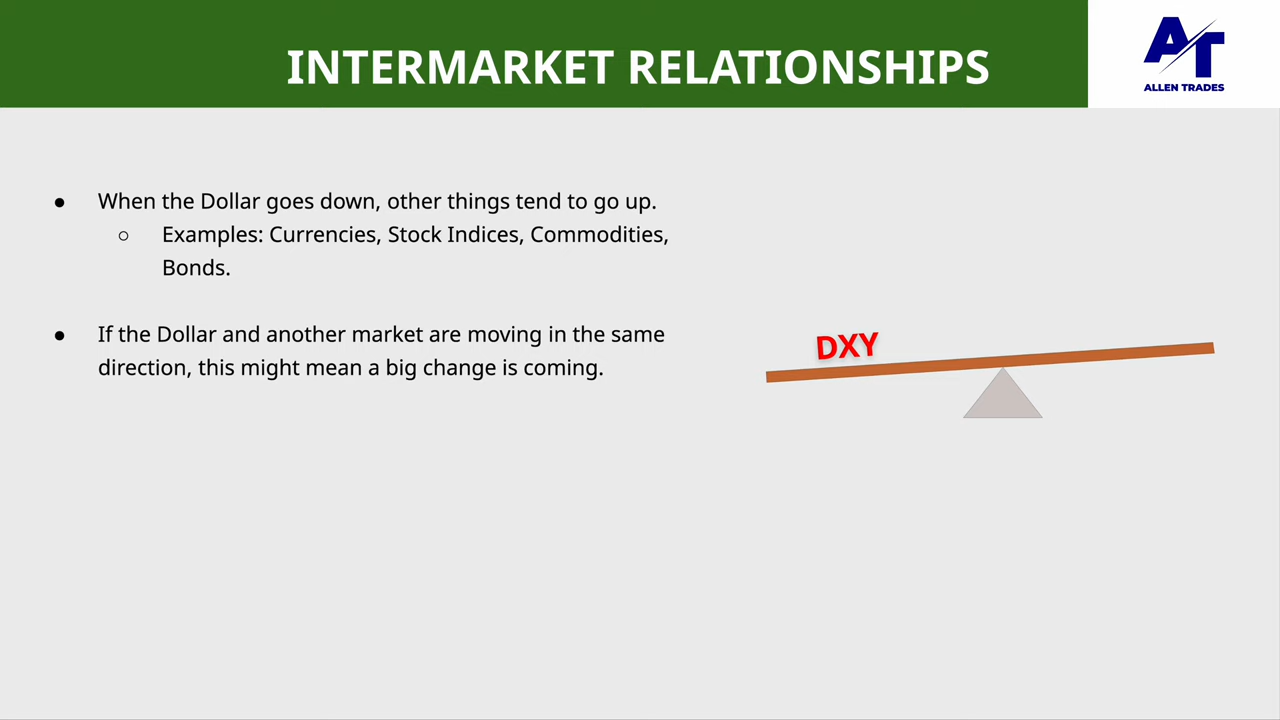 INTERMARKET RELATIONSHIPS
AT
ALLEN TRADES
● When the Dollar goes down, other things tend to go up.
○ Examples: Currencies, Stock Indices, Commodities,
Bonds.
● If the Dollar and another market are moving in the same
direction, this might mean a big change is coming.
DXY